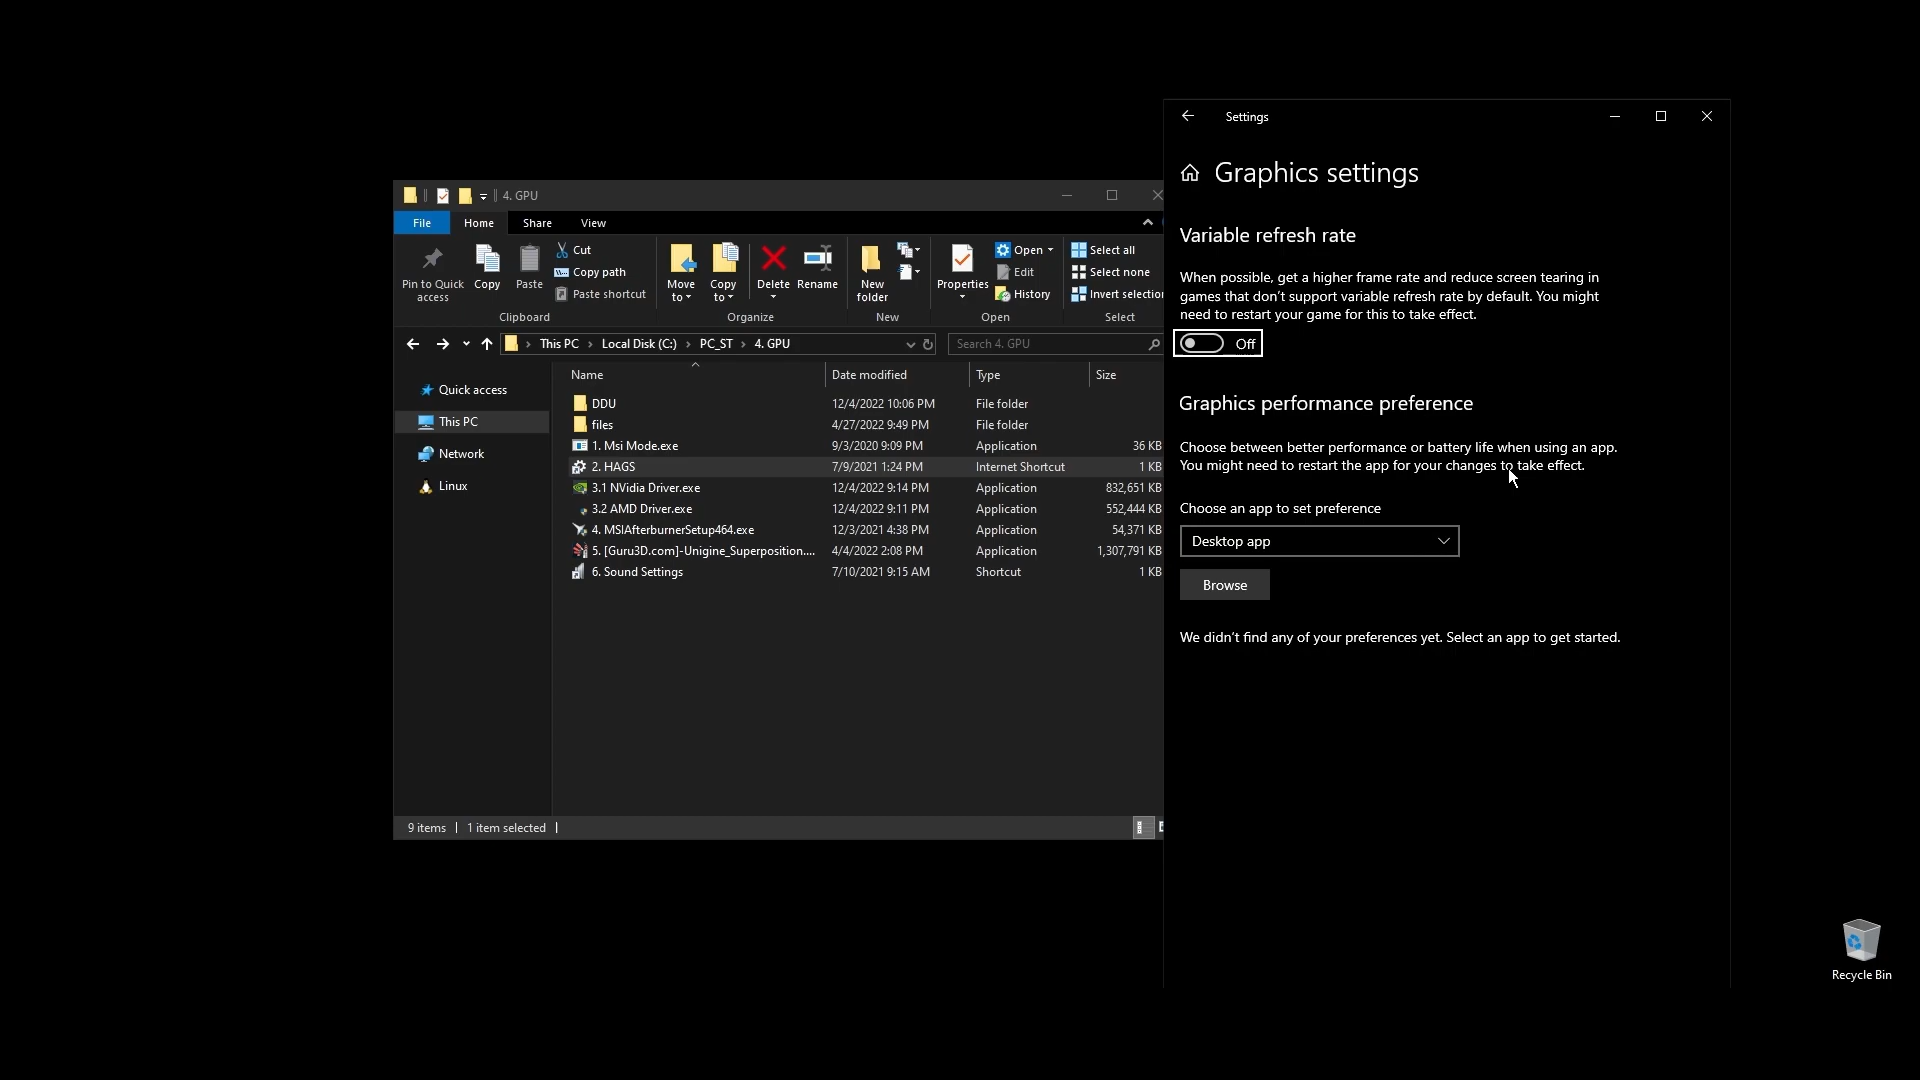 4. GPU
File
Home
Share
View
Pin to Quick access
Copy
Paste
Cut
Copy path
Paste shortcut
Clipboard
Move to
Copy to
Delete
Rename
Organize
New folder
New
Properties
Open
Edit
History
Open
Select all
Select none
Invert selection
Select
This PC
Local Disk (C:)
PC_ST
4. GPU
Search 4. GPU
Quick access
This PC
Network
Linux
Name Date modified Type Size
DDU 12/4/2022 10:06 PM File folder
files 4/27/2022 9:49 PM File folder
1. Msi Mode.exe 9/3/2020 9:09 PM Application 36 KB
2. HAGS 7/9/2021 1:24 PM Internet Shortcut 1 KB
3.1 NVidia Driver.exe 12/4/2022 9:14 PM Application 832,651 KB
3.2 AMD Driver.exe 12/4/2022 9:11 PM Application 552,444 KB
4. MSIAfterburnerSetup464.exe 12/3/2021 4:38 PM Application 54,371 KB
5. [Guru3D.com]-Unigine_Superposition.... 4/4/2022 2:08 PM Application 1,307,791 KB
6. Sound Settings 7/10/2021 9:15 AM Shortcut 1 KB
9 items
1 item selected
Settings
Graphics settings
Variable refresh rate
When possible, get a higher frame rate and reduce screen tearing in
games that don't support variable refresh rate by default. You might
need to restart your game for this to take effect.
Off
Graphics performance preference
Choose between better performance or battery life when using an app.
You might need to restart the app for your changes to take effect.
Choose an app to set preference
Desktop app
Browse
We didn't find any of your preferences yet. Select an app to get started.
Recycle Bin